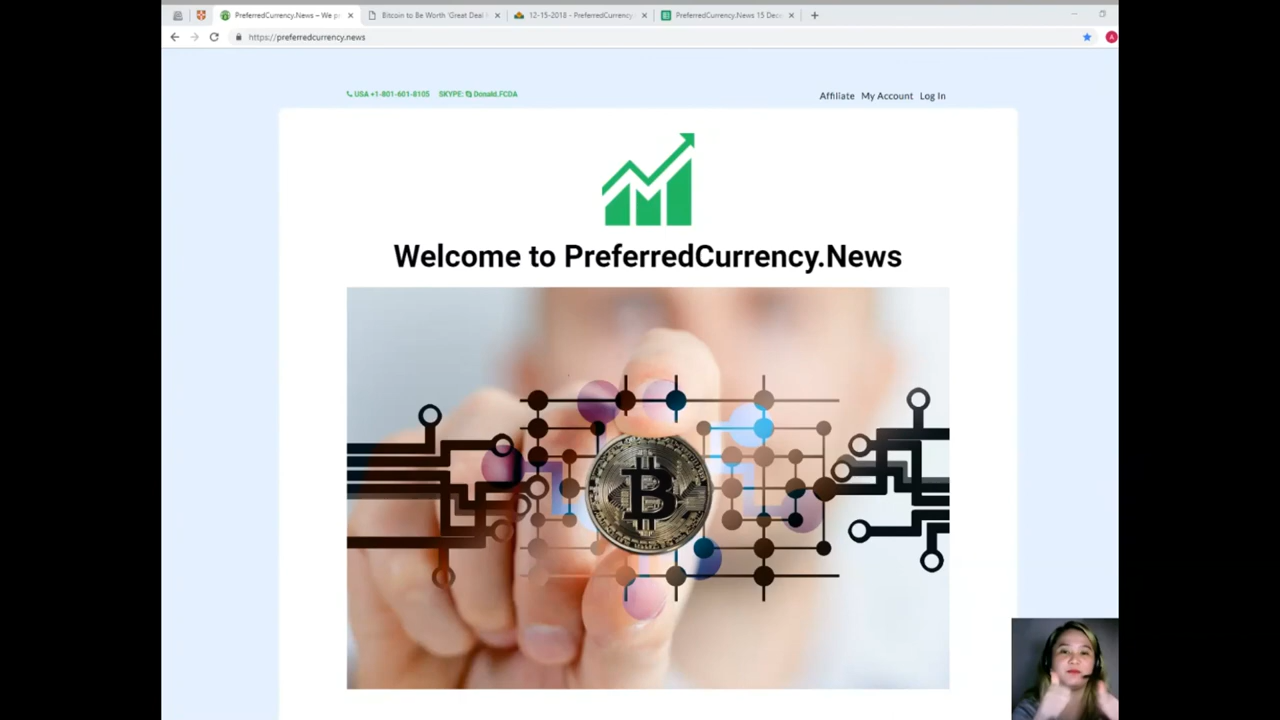 PreferredCurrency.News – We p
Bitcoin to Be Worth 'Great Deal
12-15-2018 - PreferredCurrency
PreferredCurrency.News 15 Dec
https://preferredcurrency.news
USA +1-801-601-8105 SKYPE: Donald.FCDA
Affiliate My Account Log In
Welcome to PreferredCurrency.News